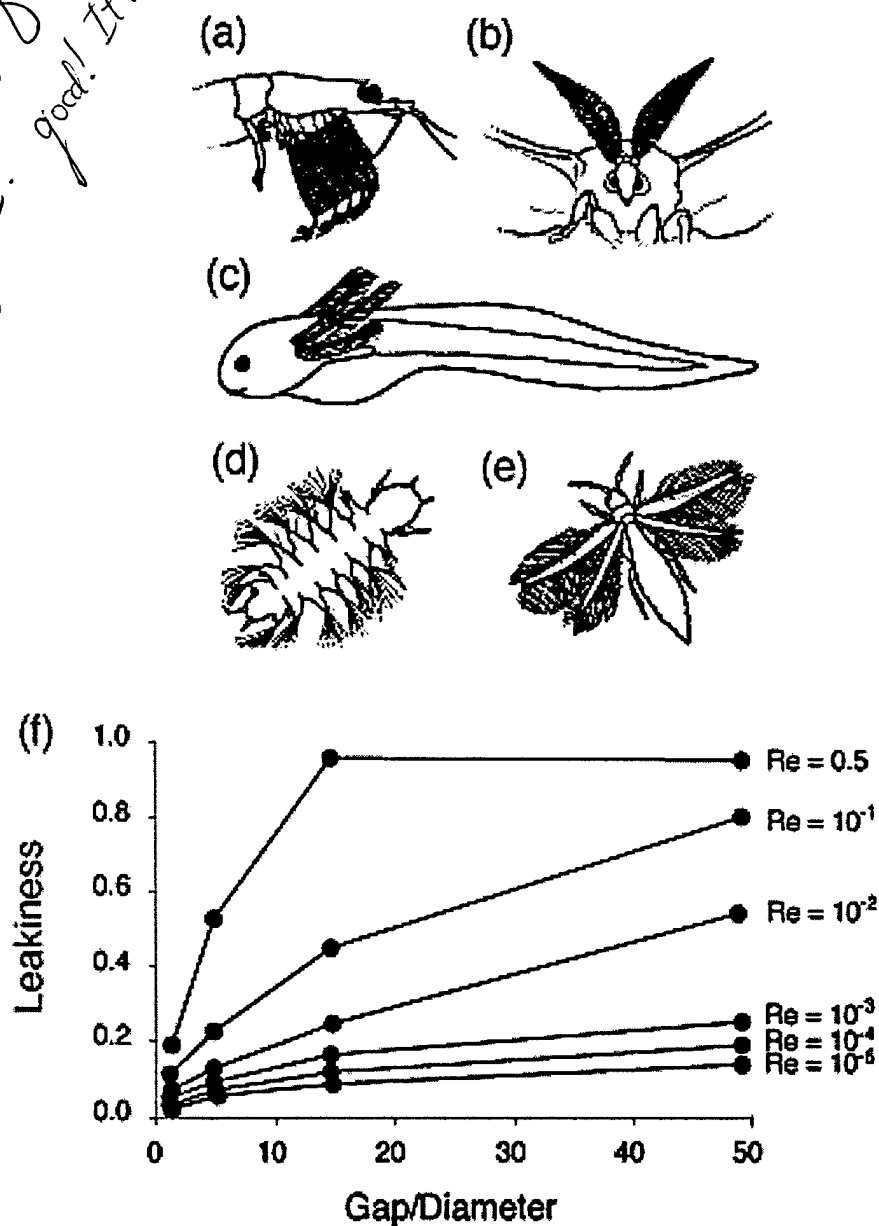 good! It
(a)
(b)
(c)
(d)
(e)
(f)
Leakiness
1.0
0.8
0.6
0.4
0.2
0.0
Re = 0.5
Re = 10⁻¹
Re = 10⁻²
Re = 10⁻³
Re = 10⁻⁴
Re = 10⁻⁵
0 10 20 30 40 50
Gap/Diameter